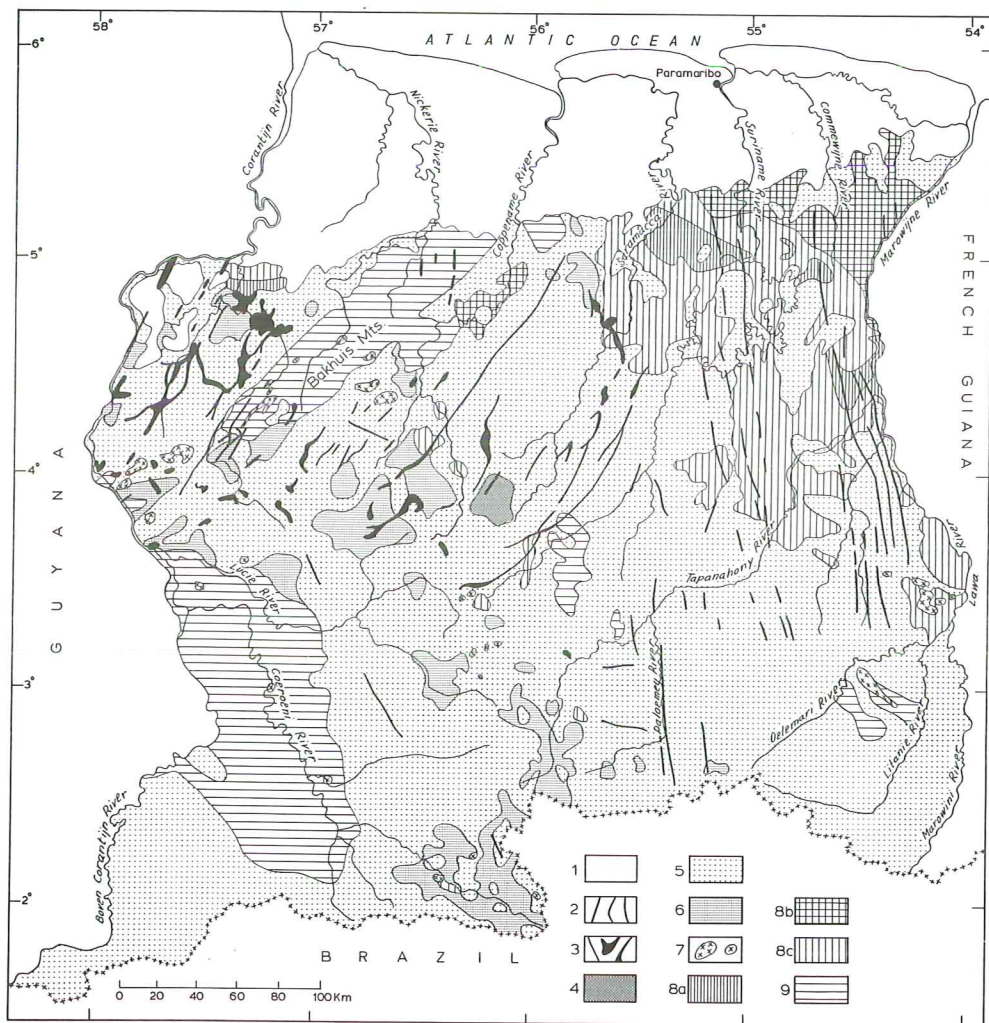 58° 57° 56° 55° 54°
6°
ATLANTIC OCEAN
Paramaribo
Corantijn River
Nickerie River
Coppename River
Saramacca River
Suriname River
Commewijne River
Marowijne River
5°
FRENCH GUIANA
Bakhuis Mts.
4°
GUYANA
Lucie River
Tapanahony River
Lawa River
3°
Coeroeni River
Paloemeu River
Oelemari River
Litanie River
Marowini River
Boven Corantijn River
2°
BRAZIL
0 20 40 60 80 100 Km
1
2
3
4
5
6
7
8a
8b
8c
9